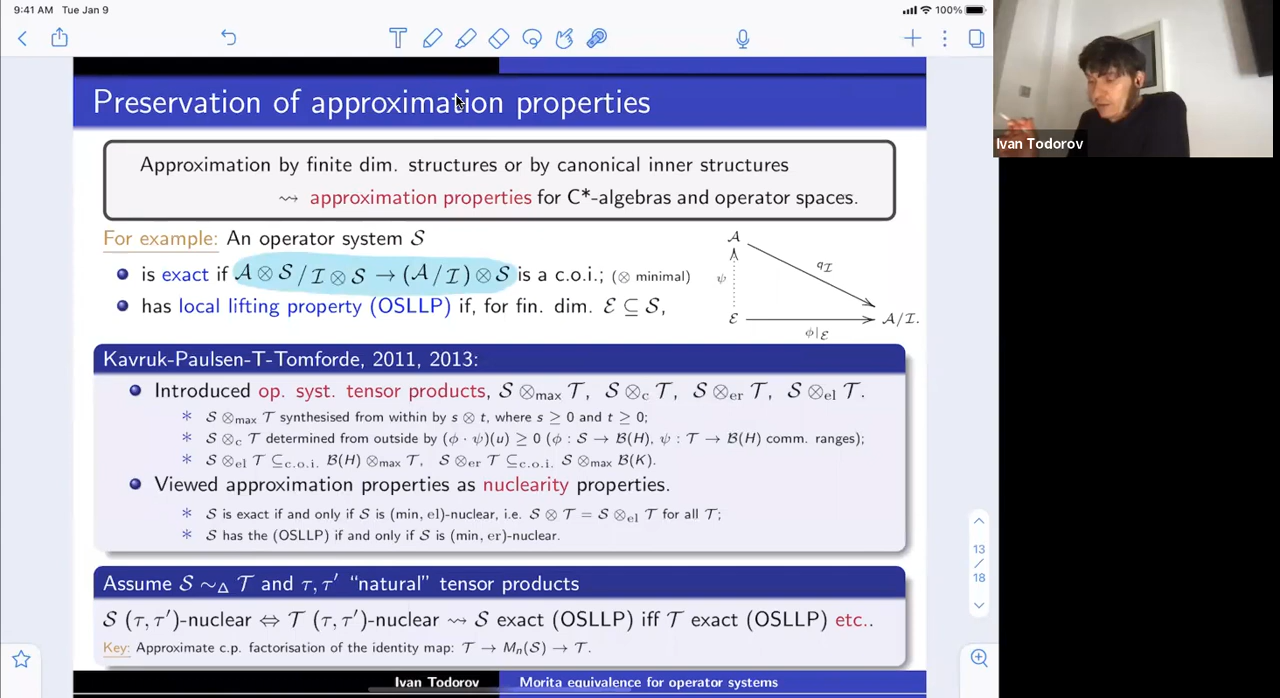 9:41 AM Tue Jan 9
100%
Preservation of approximation properties
Ivan Todorov
Approximation by finite dim. structures or by canonical inner structures
⇝ approximation properties for C*-algebras and operator spaces.
For example: An operator system 𝒮
• is exact if 𝒜 ⊗ 𝒮 / ℐ ⊗ 𝒮 → (𝒜/ℐ) ⊗ 𝒮 is a c.o.i.; (⊗ minimal)
• has local lifting property (OSLLP) if, for fin. dim. ℰ ⊆ 𝒮,
𝒜
q_ℐ
ψ
ℰ
𝒜/ℐ.
ϕ|_ℰ
Kavruk-Paulsen-T-Tomforde, 2011, 2013:
• Introduced op. syst. tensor products, 𝒮 ⊗_max 𝒯, 𝒮 ⊗_c 𝒯, 𝒮 ⊗_er 𝒯, 𝒮 ⊗_el 𝒯.
* 𝒮 ⊗_max 𝒯 synthesised from within by s ⊗ t, where s ≥ 0 and t ≥ 0;
* 𝒮 ⊗_c 𝒯 determined from outside by (ϕ · ψ)(u) ≥ 0 (ϕ : 𝒮 → ℬ(H), ψ : 𝒯 → ℬ(H) comm. ranges);
* 𝒮 ⊗_el 𝒯 ⊆_c.o.i. ℬ(H) ⊗_max 𝒯, 𝒮 ⊗_er 𝒯 ⊆_c.o.i. 𝒮 ⊗_max ℬ(K).
• Viewed approximation properties as nuclearity properties.
* 𝒮 is exact if and only if 𝒮 is (min, el)-nuclear, i.e. 𝒮 ⊗ 𝒯 = 𝒮 ⊗_el 𝒯 for all 𝒯;
* 𝒮 has the (OSLLP) if and only if 𝒮 is (min, er)-nuclear.
13
/
18
Assume 𝒮 ∼_Δ 𝒯 and τ, τ′ “natural” tensor products
𝒮 (τ, τ′)-nuclear ⇔ 𝒯 (τ, τ′)-nuclear ⇝ 𝒮 exact (OSLLP) iff 𝒯 exact (OSLLP) etc..
Key: Approximate c.p. factorisation of the identity map: 𝒯 → M_n(𝒮) → 𝒯.
Ivan Todorov
Morita equivalence for operator systems